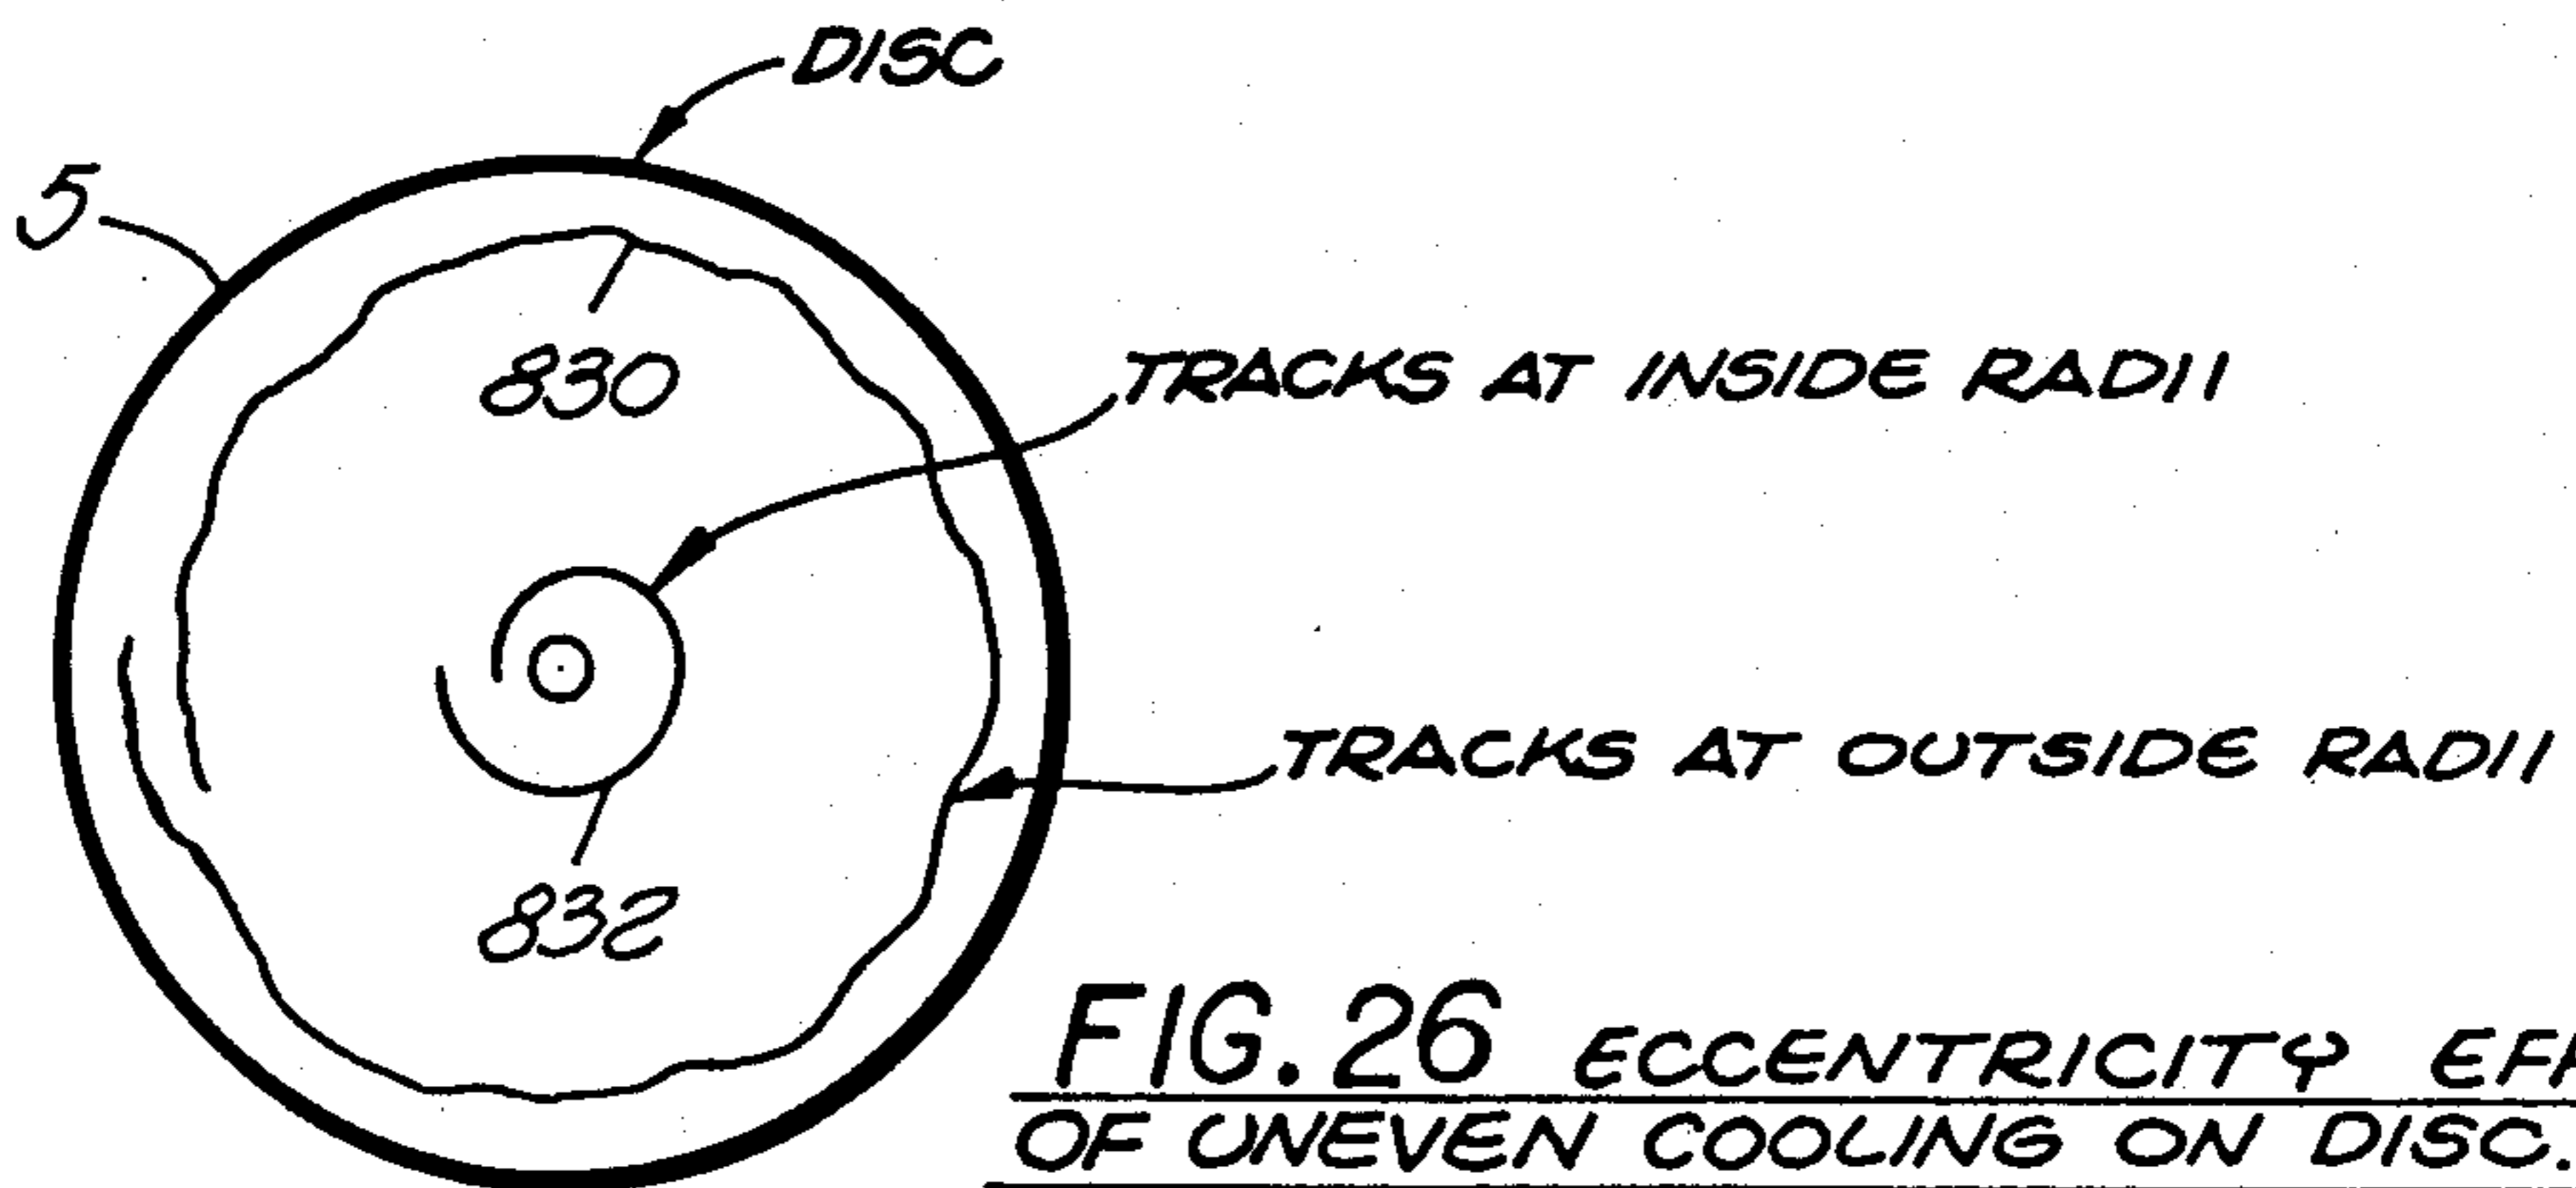 DISC
5
830
TRACKS AT INSIDE RADII
TRACKS AT OUTSIDE RADII
832
FIG. 26 ECCENTRICITY
OF UNEVEN COOLING ON DISC.